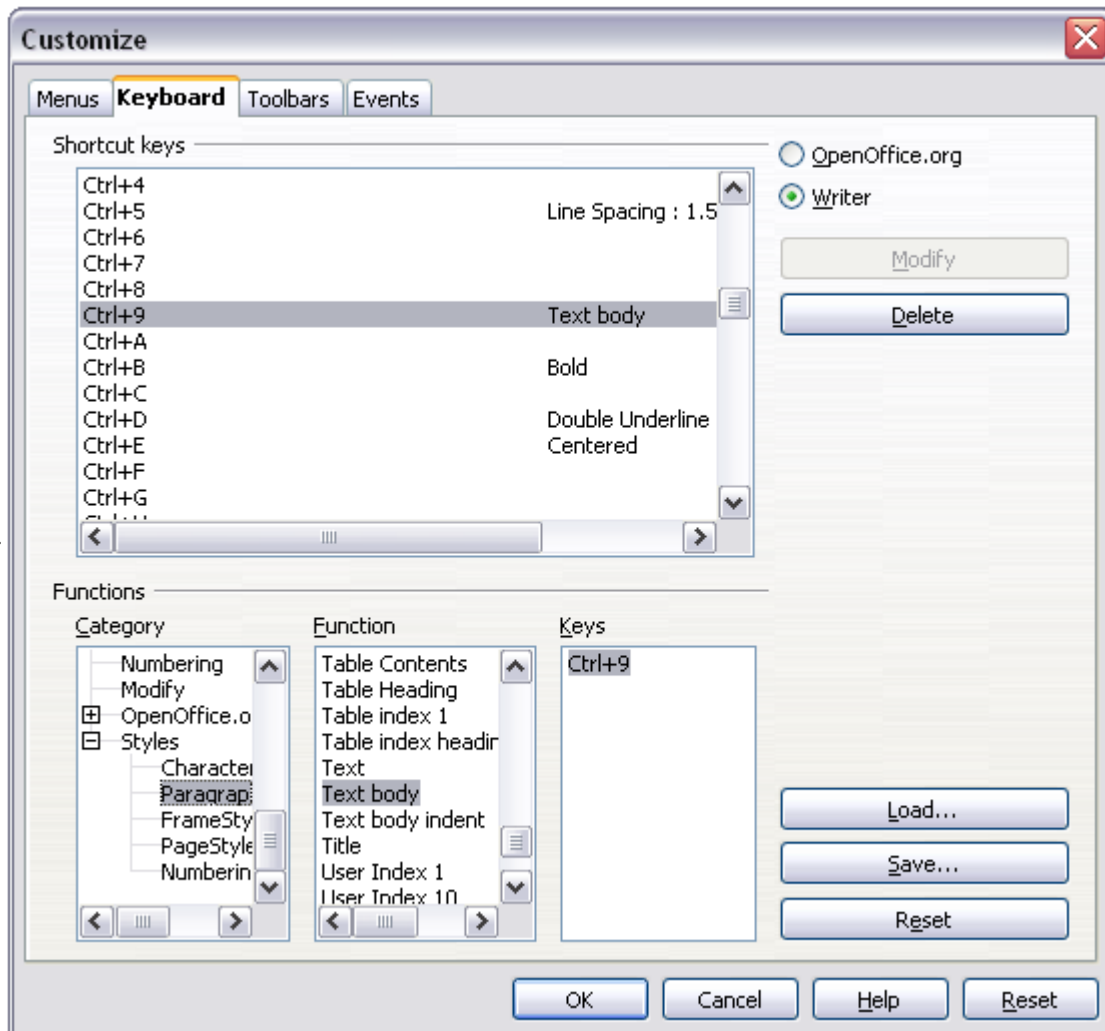 Customize
Menus Keyboard Toolbars Events
Shortcut keys
OpenOffice.org
Writer
Modify
Delete
Ctrl+4
Ctrl+5 Line Spacing : 1.5
Ctrl+6
Ctrl+7
Ctrl+8
Ctrl+9 Text body
Ctrl+A
Ctrl+B Bold
Ctrl+C
Ctrl+D Double Underline
Ctrl+E Centered
Ctrl+F
Ctrl+G
Functions
Category
Numbering
Modify
OpenOffice.o
Styles
Character
Paragrap
FrameSty
PageStyle
Numberin
Function
Table Contents
Table Heading
Table index 1
Table index headin
Text
Text body
Text body indent
Title
User Index 1
User Index 10
Keys
Ctrl+9
Load...
Save...
Reset
OK Cancel Help Reset